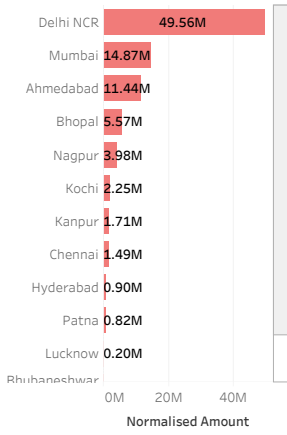 Delhi NCR 49.56M
Mumbai 14.87M
Ahmedabad 11.44M
Bhopal 5.57M
Nagpur 3.98M
Kochi 2.25M
Kanpur 1.71M
Chennai 1.49M
Hyderabad 0.90M
Patna 0.82M
Lucknow 0.20M
Bhubaneshwar
0M 20M 40M
Normalised Amount